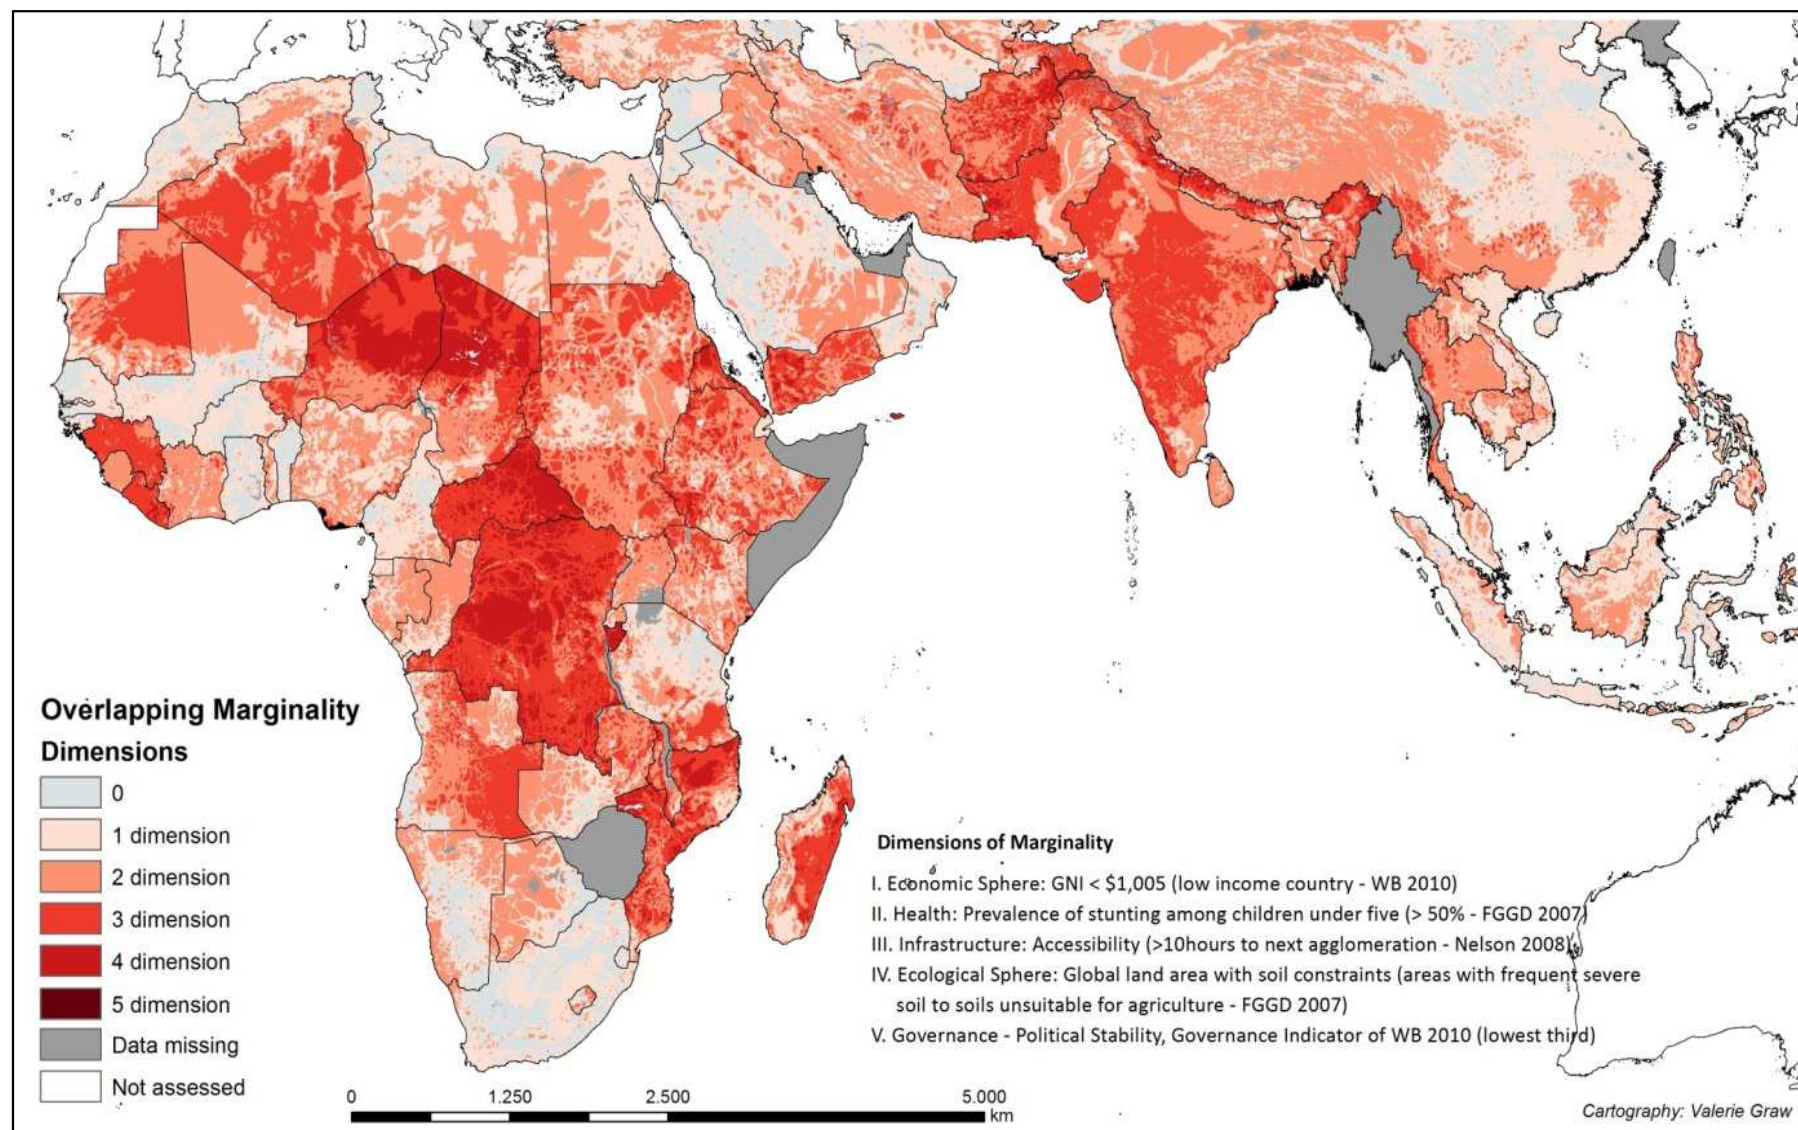 Overlapping Marginality
Dimensions
0
1 dimension
2 dimension
3 dimension
4 dimension
5 dimension
Data missing
Not assessed
0
1.250
2.500
5.000
km
Dimensions of Marginality
I. Economic Sphere: GNI < $1,005 (low income country - WB 2010)
II. Health: Prevalence of stunting among children under five (> 50% - FGGD 2007)
III. Infrastructure: Accessibility (>10hours to next agglomeration - Nelson 2008)
IV. Ecological Sphere: Global land area with soil constraints (areas with frequent severe
soil to soils unsuitable for agriculture - FGGD 2007)
V. Governance - Political Stability, Governance Indicator of WB 2010 (lowest third)
Cartography: Valerie Graw